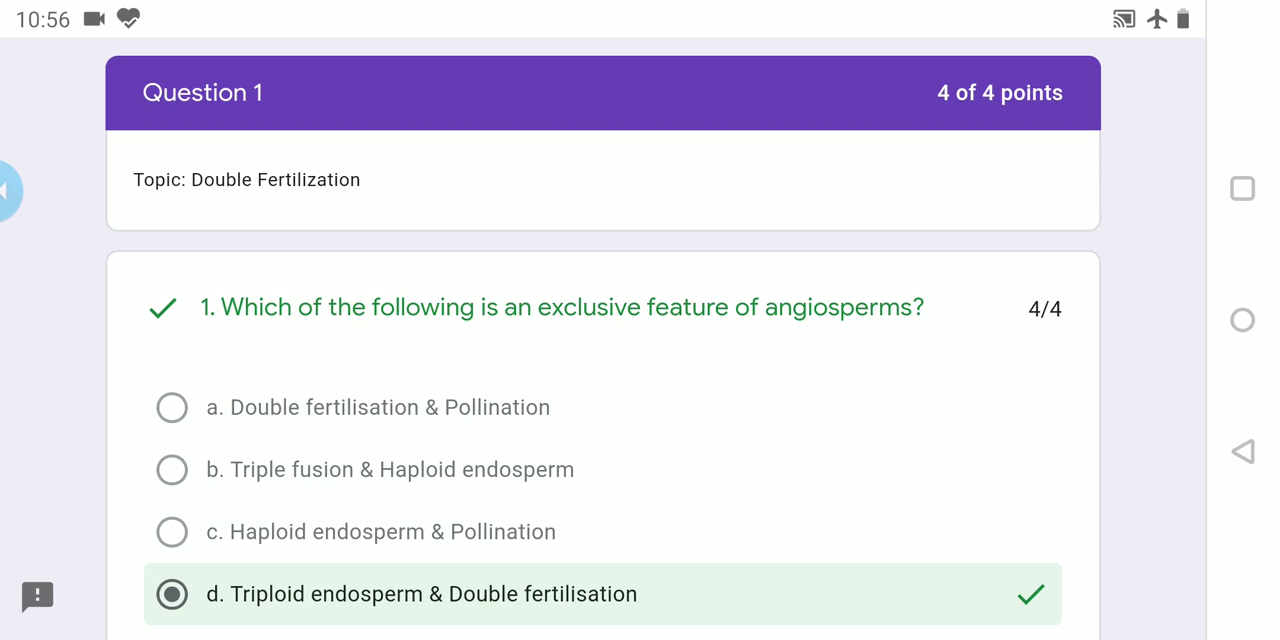 10:56
Question 1
4 of 4 points
Topic: Double Fertilization
1. Which of the following is an exclusive feature of angiosperms?
4/4
a. Double fertilisation & Pollination
b. Triple fusion & Haploid endosperm
c. Haploid endosperm & Pollination
d. Triploid endosperm & Double fertilisation